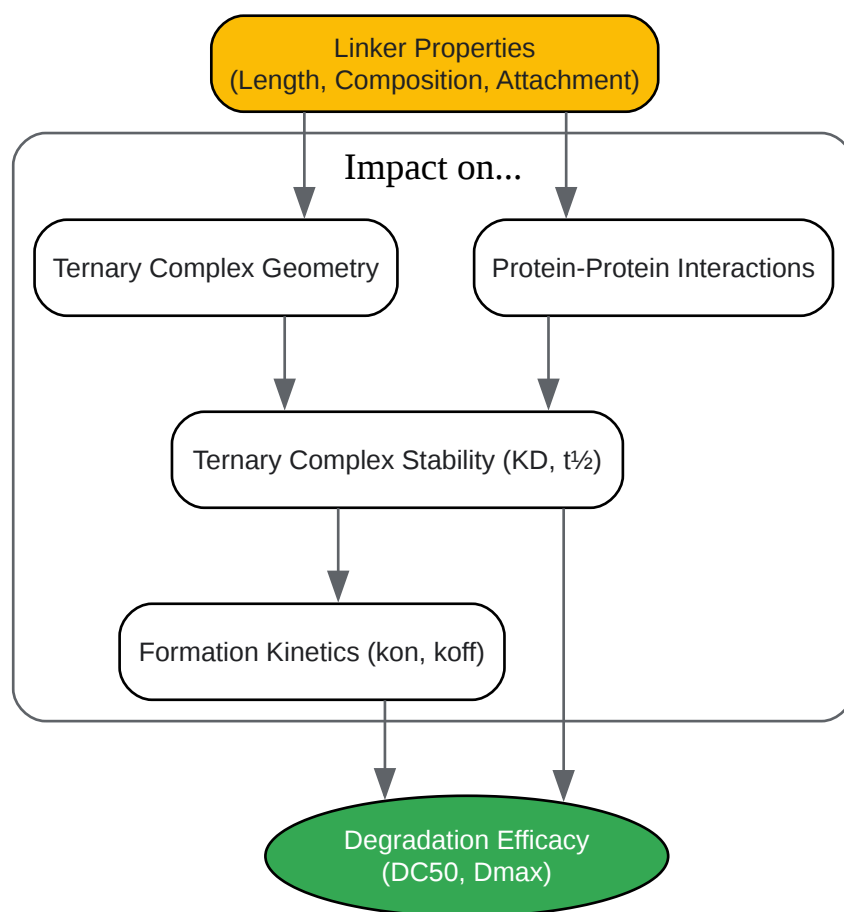 Linker Properties
(Length, Composition, Attachment)
Impact on...
Ternary Complex Geometry
Protein-Protein Interactions
Ternary Complex Stability (KD, t½)
Formation Kinetics (kon, koff)
Degradation Efficacy
(DC50, Dmax)